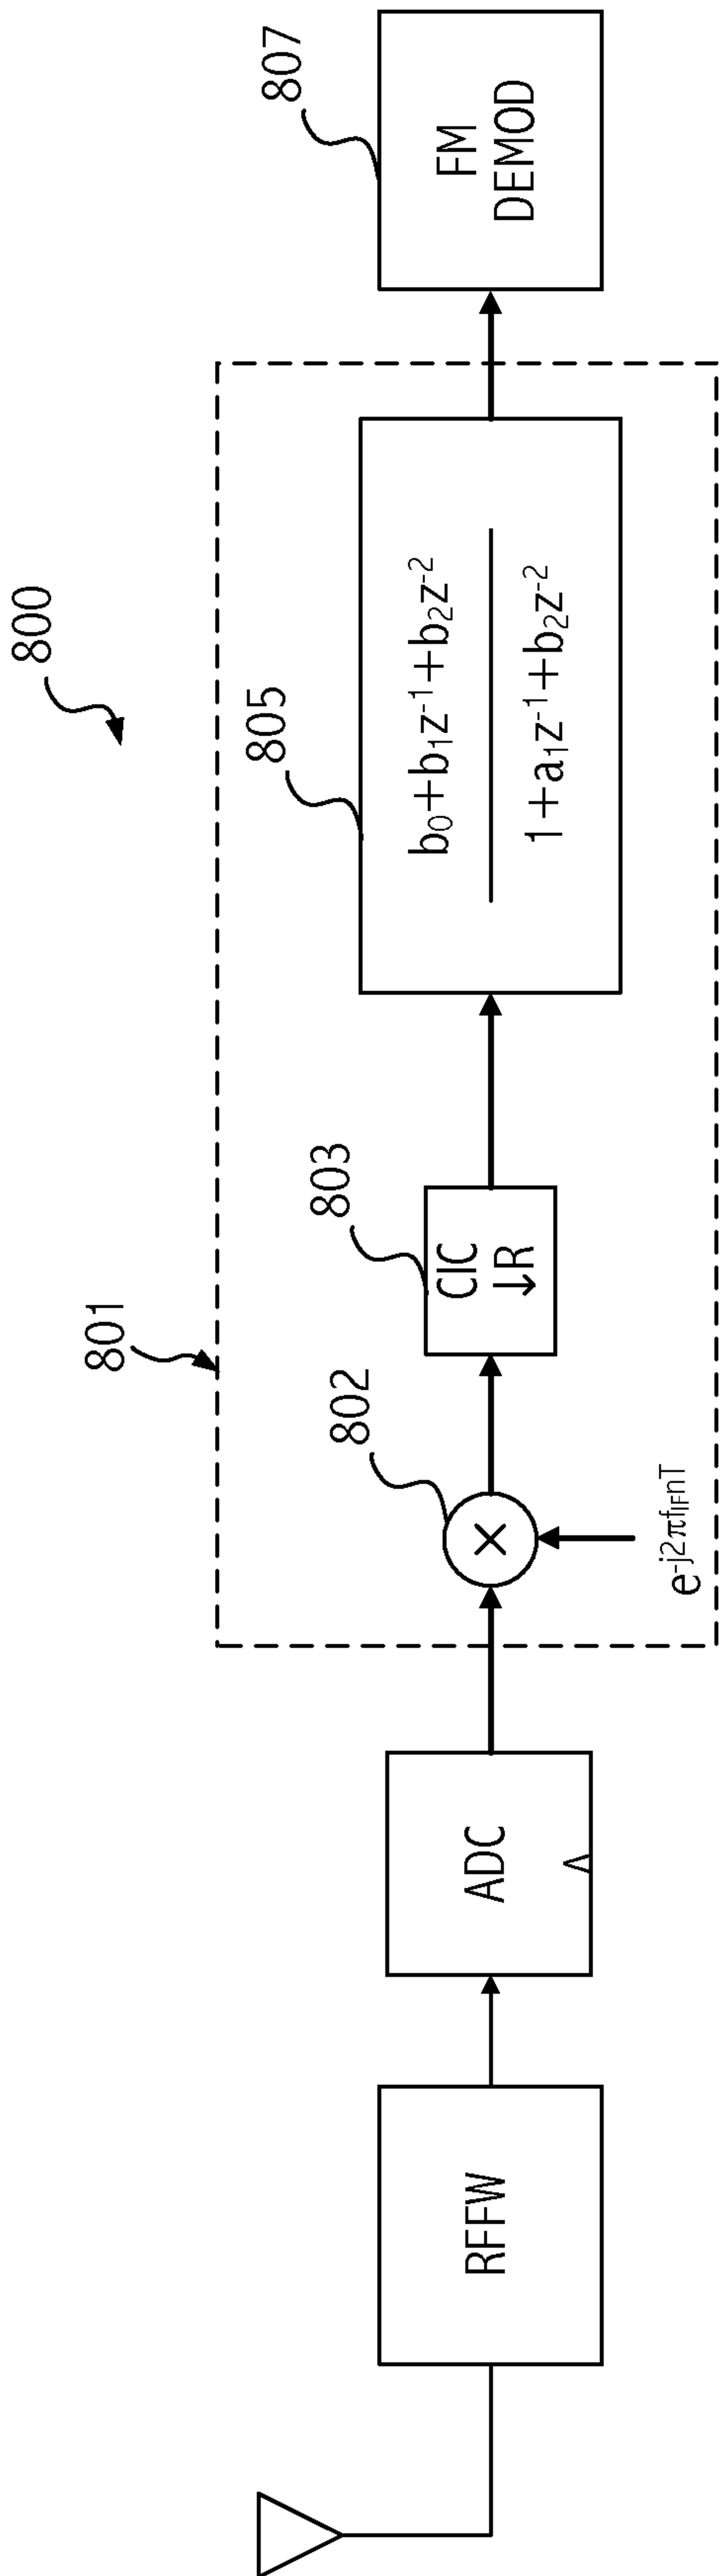 800
801
RFFW
ADC
802
×
e^-j2πf_IFnT
803
CIC
↓R
805
b₀+b₁z⁻¹+b₂z⁻²
1+a₁z⁻¹+b₂z⁻²
807
FM
DEMOD